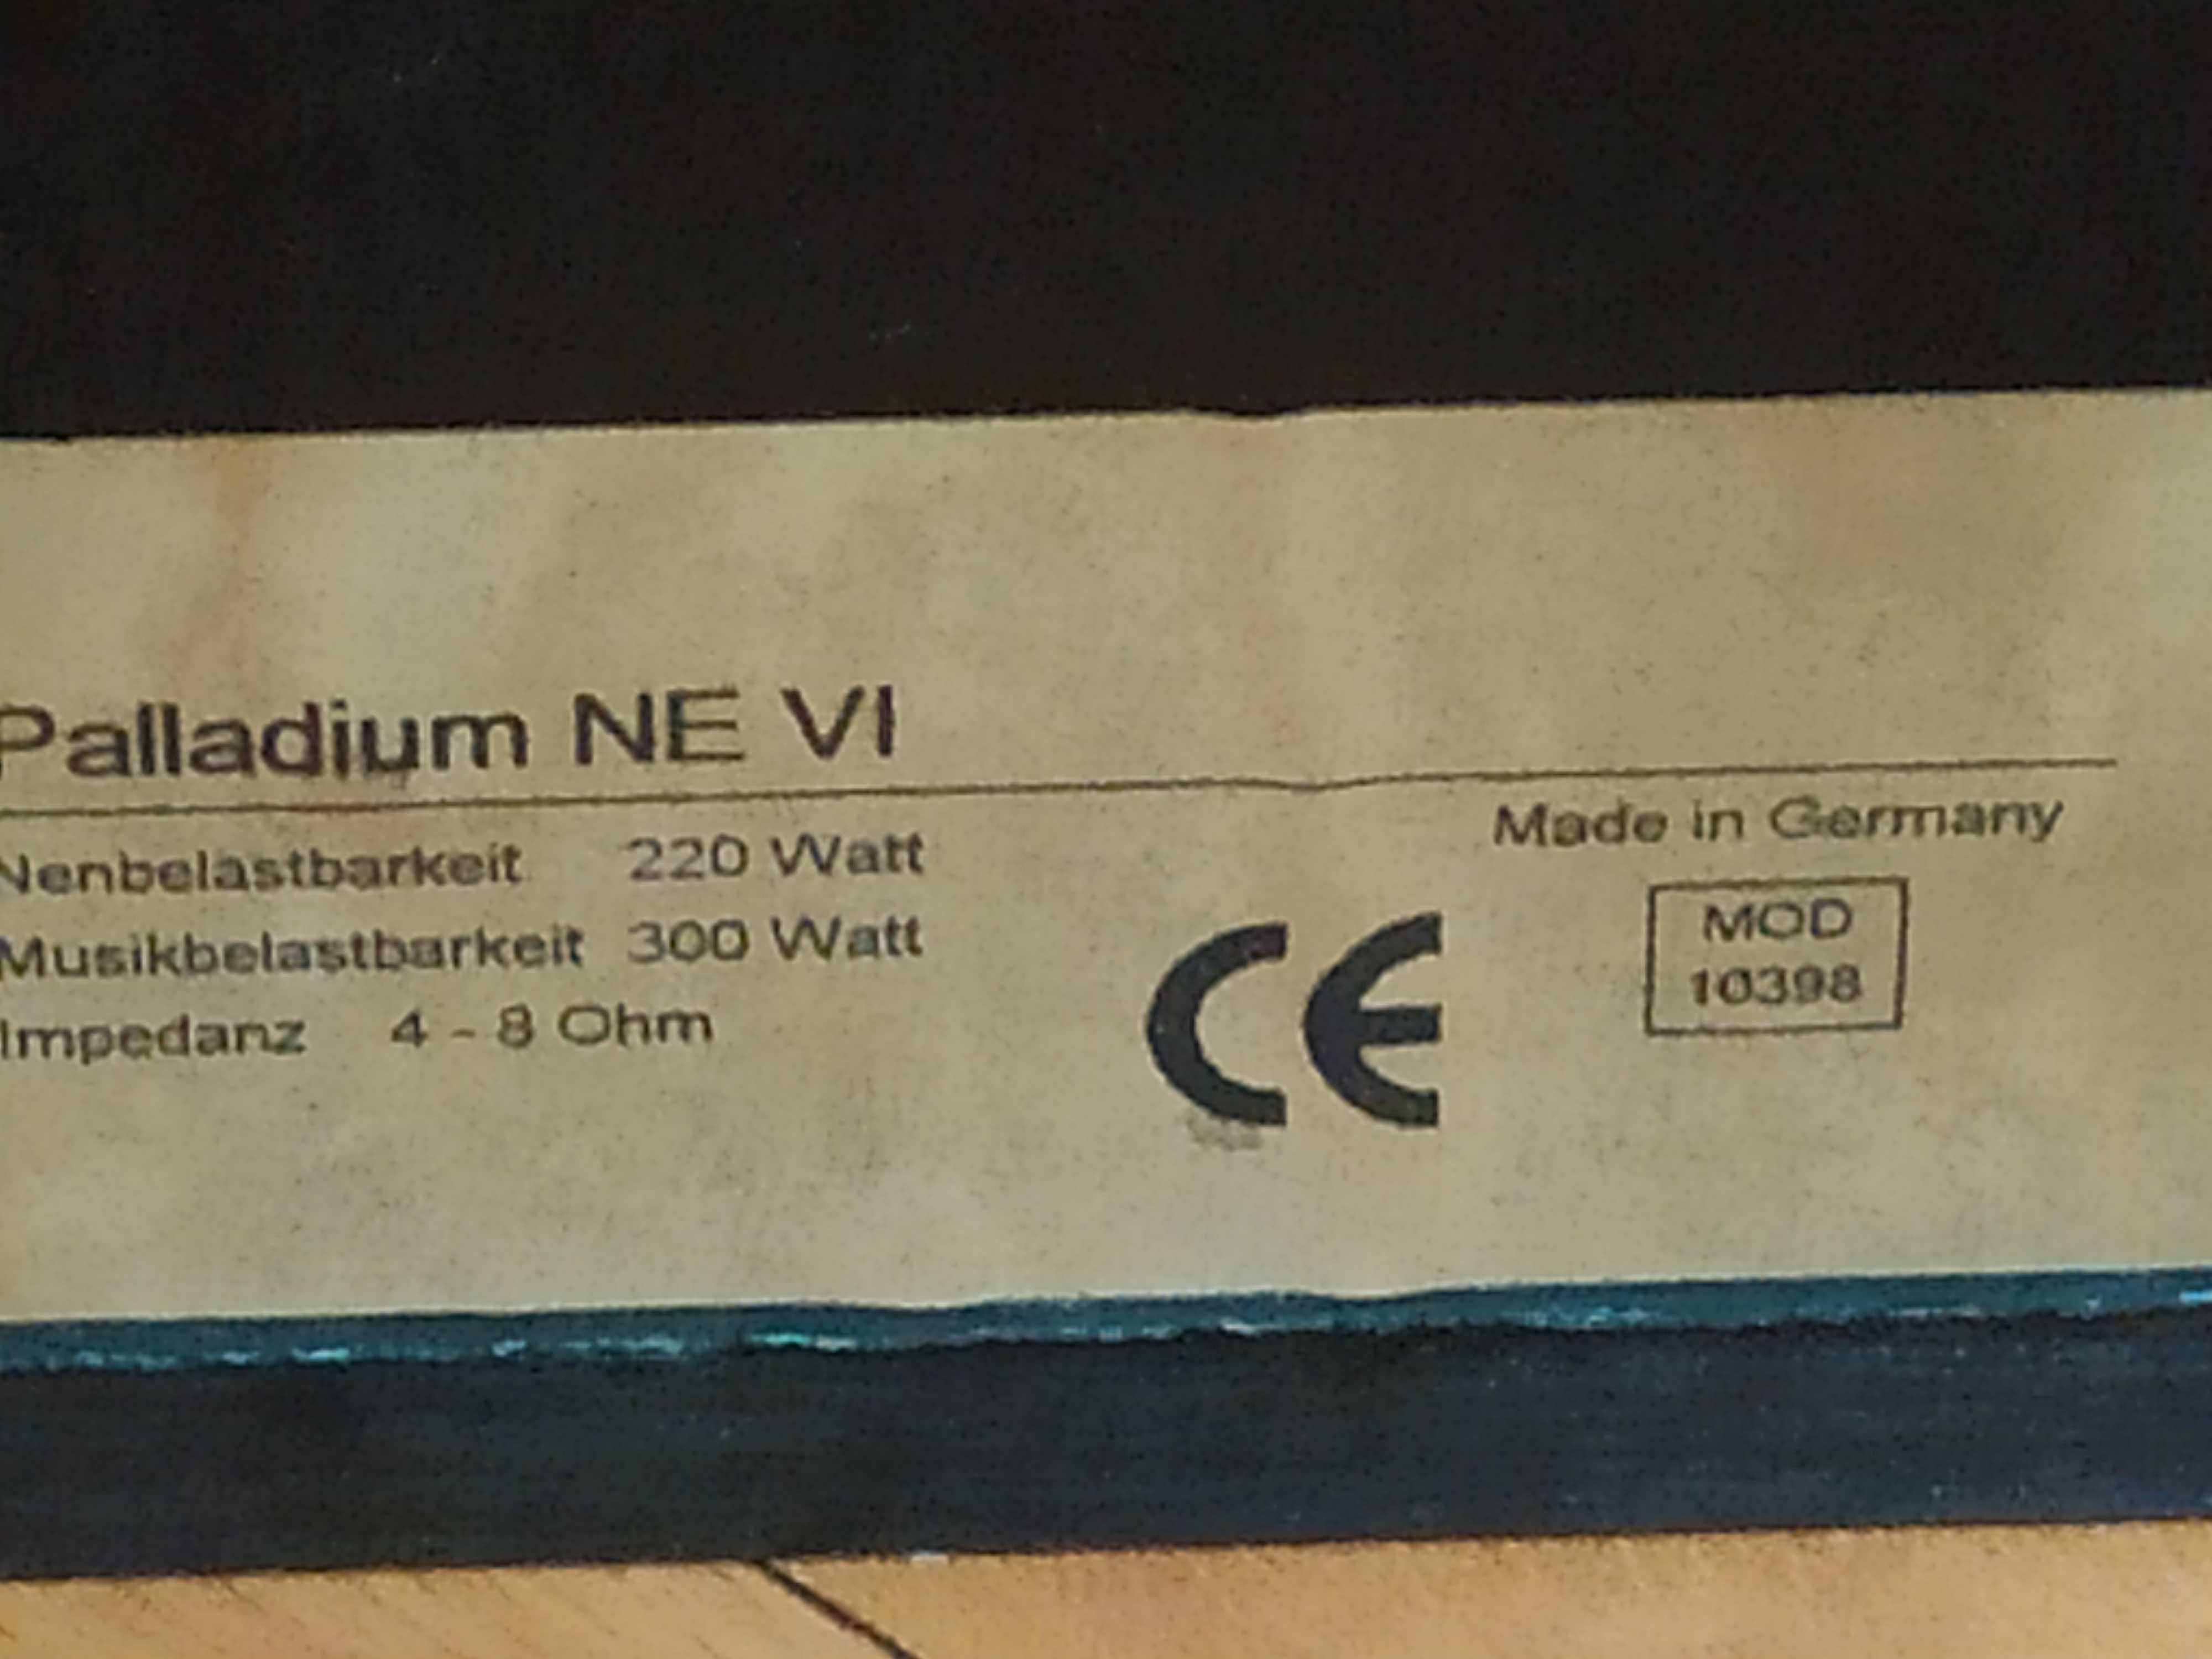 Palladium NE VI
Made in Germany
Nenbelastbarkeit 220 Watt
Musikbelastbarkeit 300 Watt
Impedanz 4 - 8 Ohm
CE
MOD
10398